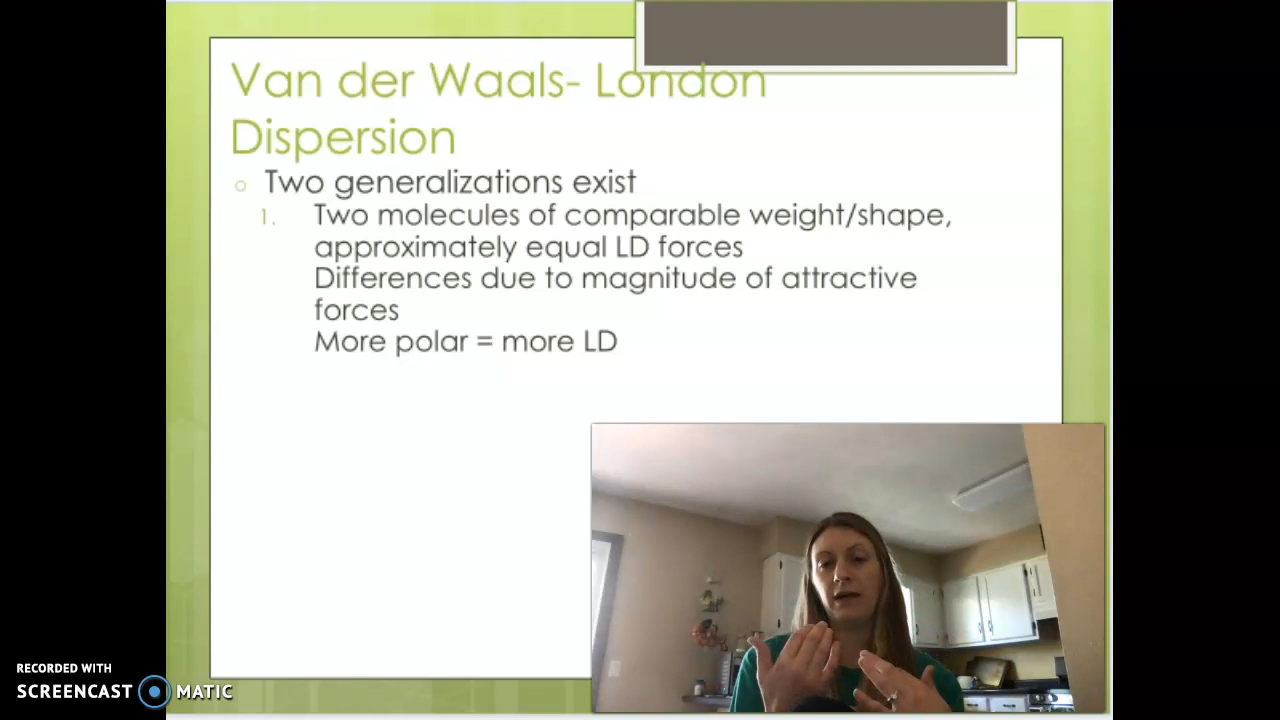 Van der Waals- London
Dispersion
o Two generalizations exist
1. Two molecules of comparable weight/shape,
approximately equal LD forces
Differences due to magnitude of attractive
forces
More polar = more LD
RECORDED WITH
SCREENCAST MATIC